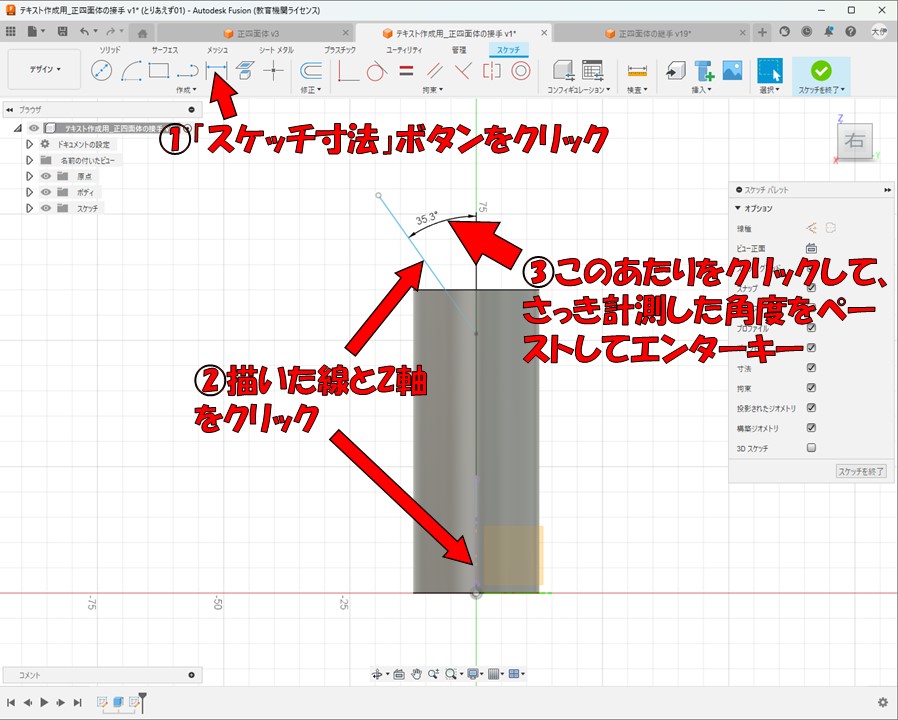 テキスト作成用_正四面体の接手 v1* (とりあえず01) - Autodesk Fusion (教育機関ライセンス)
正四面体 v3
テキスト作成用_正四面体の接手 v1*
正四面体の継手 v19*
ソリッド サーフェス メッシュ シート メタル プラスチック ユーティリティ 管理 スケッチ
デザイン
作成 修正 拘束 コンフィギュレーション 検査 挿入 選択 スケッチを終了
ブラウザ
テキスト作成用_正四面体の接手
ドキュメントの設定
名前の付いたビュー
原点
ボディ
スケッチ
①「スケッチ寸法」ボタンをクリック
Z
右
X
Y
35.3°
75
スケッチ パレット
オプション
線種
ビュー正面
スナップ
プロファイル
寸法
拘束
投影されたジオメトリ
構築ジオメトリ
3D スケッチ
スケッチを終了
③このあたりをクリックして、
さっき計測した角度をペー
ストしてエンターキー
②描いた線とZ軸
をクリック
-75
-50
-25
コメント